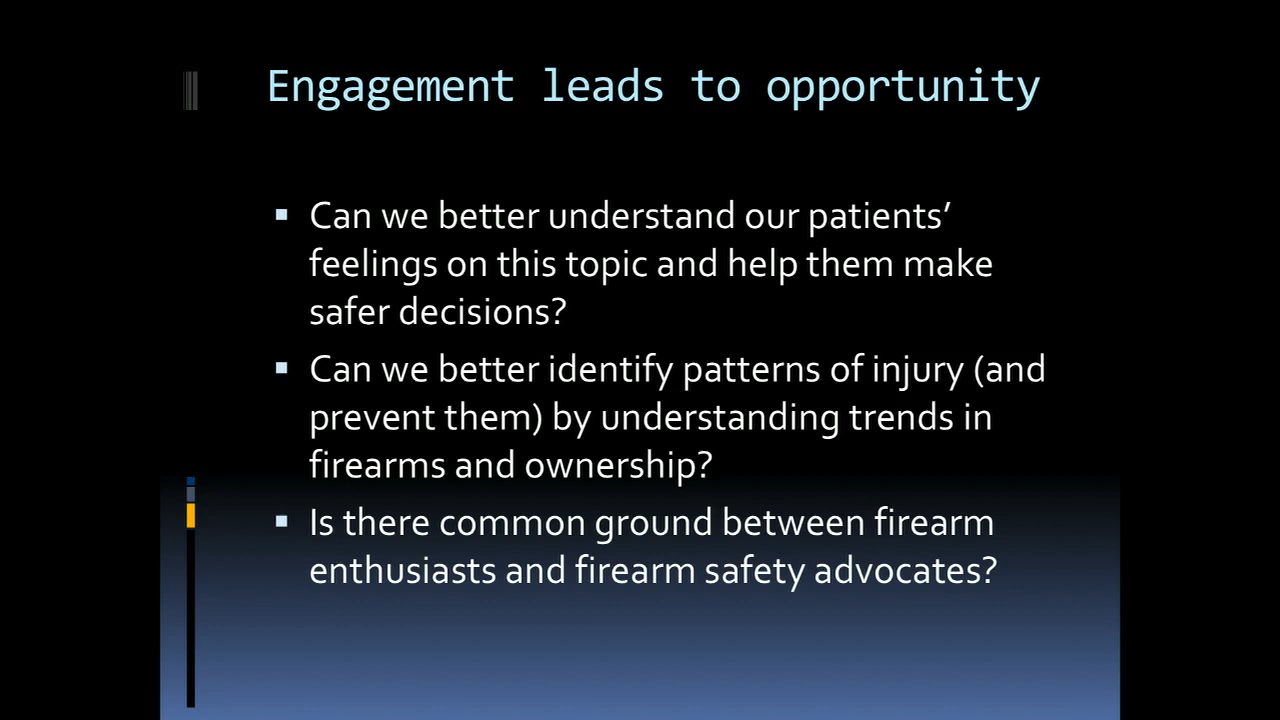 Engagement leads to opportunity
Can we better understand our patients’
feelings on this topic and help them make
safer decisions?
Can we better identify patterns of injury (and
prevent them) by understanding trends in
firearms and ownership?
Is there common ground between firearm
enthusiasts and firearm safety advocates?